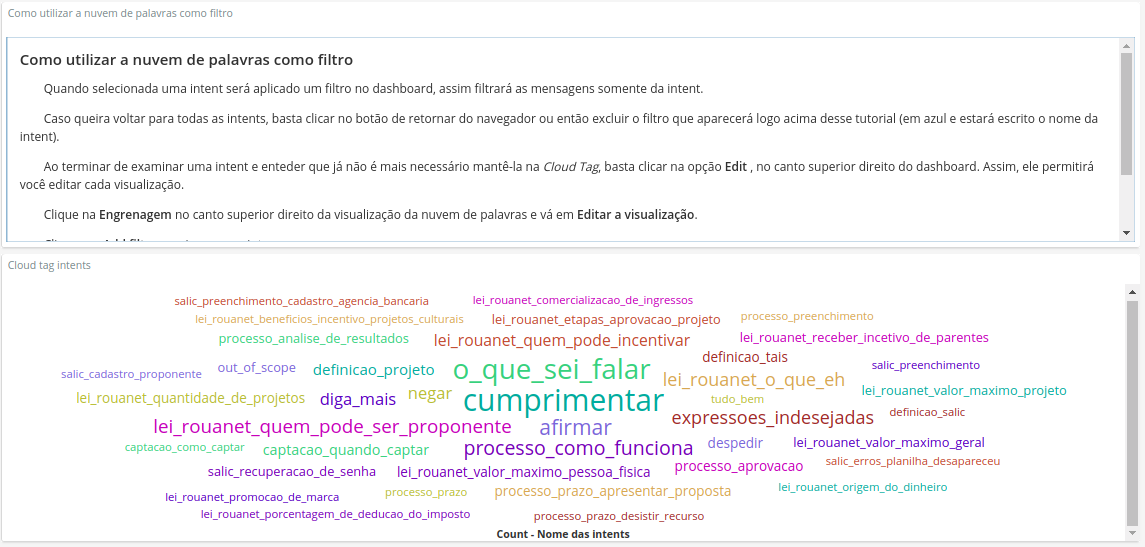 Como utilizar a nuvem de palavras como filtro
Como utilizar a nuvem de palavras como filtro
Quando selecionada uma intent será aplicado um filtro no dashboard, assim filtrará as mensagens somente da intent.
Caso queira voltar para todas as intents, basta clicar no botão de retornar do navegador ou então excluir o filtro que aparecerá logo acima desse tutorial (em azul e estará escrito o nome da
intent).
Ao terminar de examinar uma intent e enteder que já não é mais necessário mantê-la na Cloud Tag, basta clicar na opção Edit , no canto superior direito do dashboard. Assim, ele permitirá
você editar cada visualização.
Clique na Engrenagem no canto superior direito da visualização da nuvem de palavras e vá em Editar a visualização.
Cloud tag intents
salic_preenchimento_cadastro_agencia_bancaria lei_rouanet_comercializacao_de_ingressos
lei_rouanet_beneficios_incentivo_projetos_culturais lei_rouanet_etapas_aprovacao_projeto processo_preenchimento
processo_analise_de_resultados lei_rouanet_quem_pode_incentivar lei_rouanet_receber_incetivo_de_parentes
definicao_tais
salic_cadastro_proponente out_of_scope definicao_projeto o_que_sei_falar salic_preenchimento
lei_rouanet_o_que_eh
lei_rouanet_quantidade_de_projetos diga_mais negar cumprimentar tudo_bem lei_rouanet_valor_maximo_projeto
expressoes_indesejadas definicao_salic
lei_rouanet_quem_pode_ser_proponente afirmar
captacao_como_captar captacao_quando_captar processo_como_funciona despedir lei_rouanet_valor_maximo_geral
salic_recuperacao_de_senha lei_rouanet_valor_maximo_pessoa_fisica processo_aprovacao salic_erros_planilha_desapareceu
lei_rouanet_promocao_de_marca processo_prazo processo_prazo_apresentar_proposta lei_rouanet_origem_do_dinheiro
lei_rouanet_porcentagem_de_deducao_do_imposto processo_prazo_desistir_recurso
Count - Nome das intents